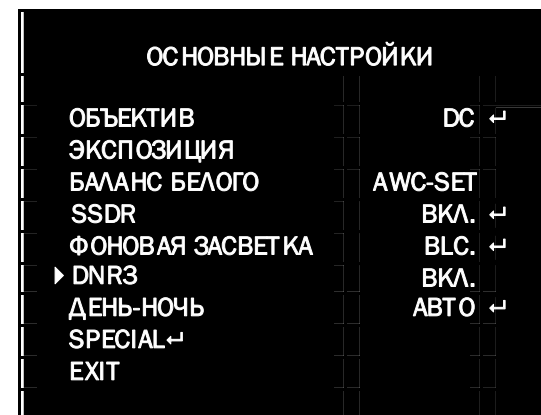 ОСНОВНЫЕ НАСТРОЙКИ
ОБЪЕКТИВ DC ↵
ЭКСПОЗИЦИЯ
БАЛАНС БЕЛОГО AWC-SET
SSDR ВКЛ. ↵
ФОНОВАЯ ЗАСВЕТКА BLC. ↵
DNR3 ВКЛ.
ДЕНЬ-НОЧЬ АВТО ↵
SPECIAL↵
EXIT